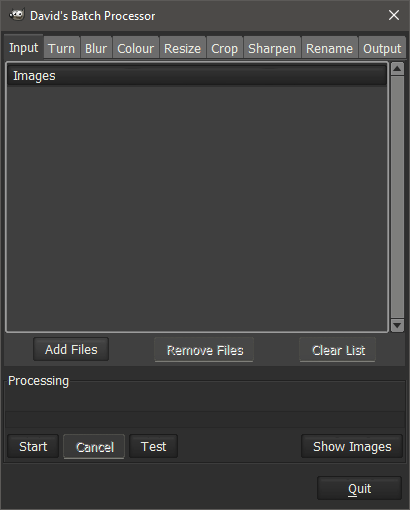 David's Batch Processor
Input Turn Blur Colour Resize Crop Sharpen Rename Output
Images
Add Files Remove Files Clear List
Processing
Start Cancel Test Show Images
Quit